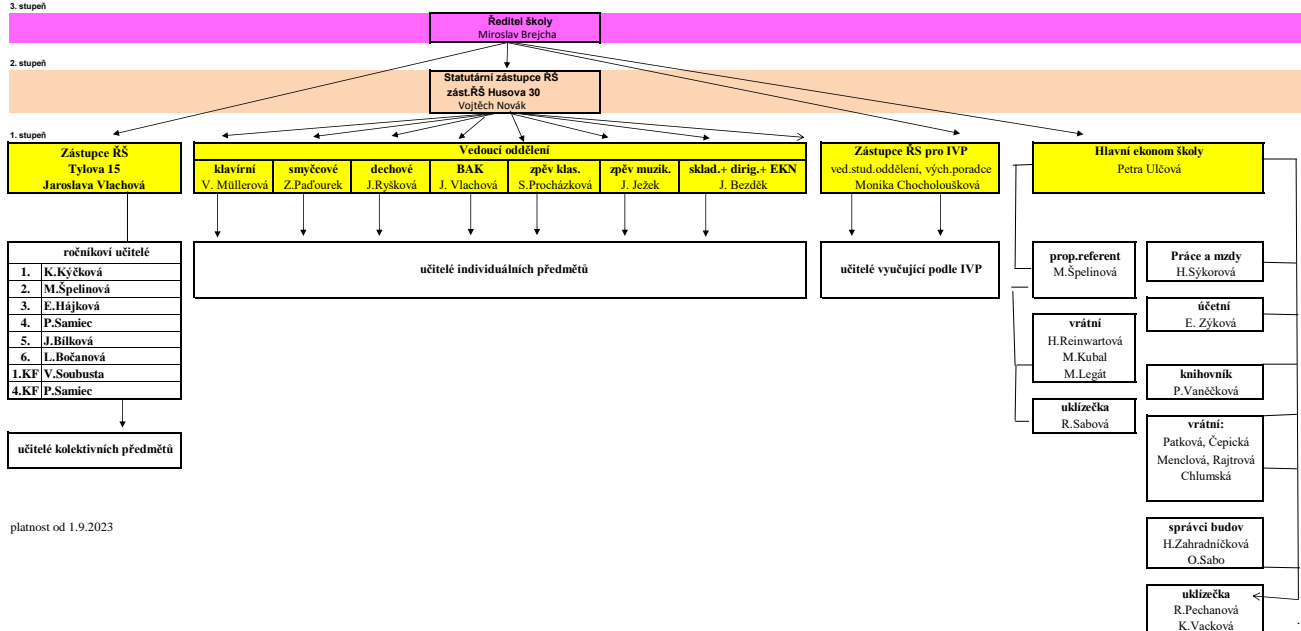 3. stupeň
Ředitel školy
Miroslav Brejcha
2. stupeň
Statutární zástupce ŘŠ
zást.ŘŠ Husova 30
Vojtěch Novák
1. stupeň
Zástupce ŘŠ
Tylova 15
Jaroslava Vlachová
Vedoucí oddělení
klavírní
V. Müllerová
smyčcové
Z.Paďourek
dechové
J.Ryšková
BAK
J. Vlachová
zpěv klas.
S.Procházková
zpěv muzik.
J. Ježek
sklad.+ dirig.+ EKN
J. Bezděk
Zástupce ŘS pro IVP
ved.stud.oddělení, vých.poradce
Monika Chocholoušková
Hlavní ekonom školy
Petra Ulčová
ročníkoví učitelé
1. K.Kýčková
2. M.Špelinová
3. E.Hájková
4. P.Samiec
5. J.Bílková
6. L.Bočanová
1.KF V.Soubusta
4.KF P.Samiec
učitelé kolektivních předmětů
učitelé individuálních předmětů
učitelé vyučující podle IVP
prop.referent
M.Špelinová
vrátní
H.Reinwartová
M.Kubal
M.Legát
uklízečka
R.Sabová
Práce a mzdy
H.Sýkorová
účetní
E. Zýková
knihovník
P.Vaněčková
vrátní:
Patková, Čepická
Menclová, Rajtrová
Chlumská
správci budov
H.Zahradníčková
O.Sabo
uklízečka
R.Pechanová
K.Vacková
platnost od 1.9.2023